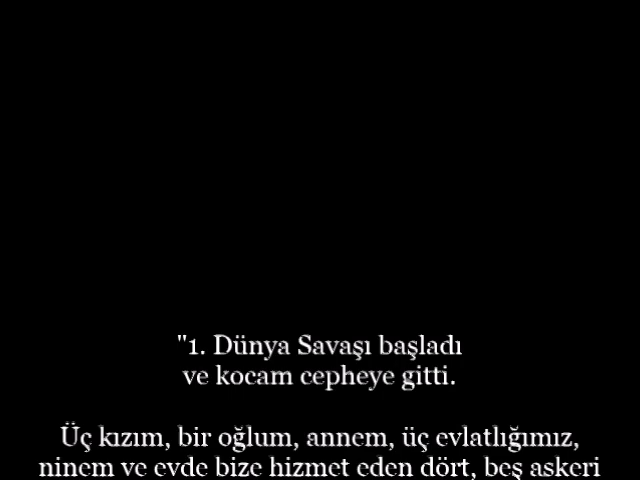 "1. Dünya Savaşı başladı
ve kocam cepheye gitti.
Üç kızım, bir oğlum, annem, üç evlatlığımız,
ninem ve evde bize hizmet eden dört, beş askeri